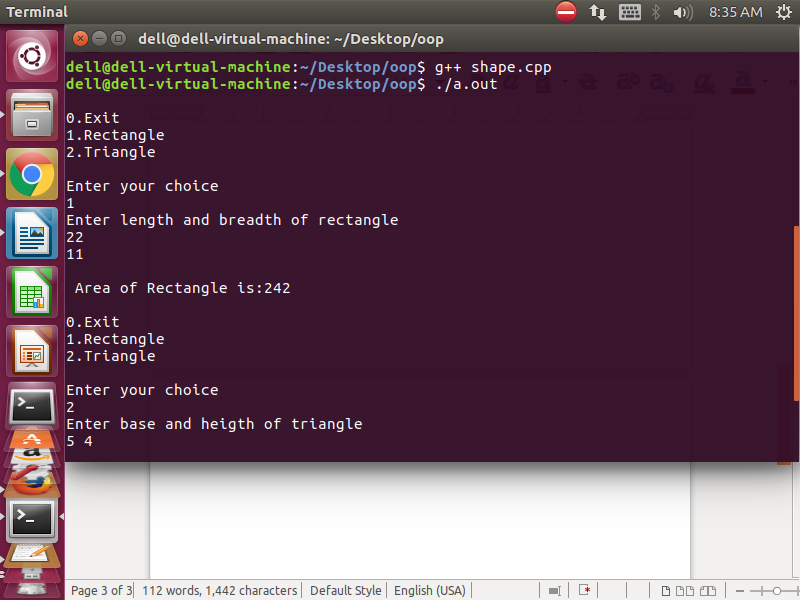 Terminal
8:35 AM
dell@dell-virtual-machine: ~/Desktop/oop
dell@dell-virtual-machine:~/Desktop/oop$ g++ shape.cpp
dell@dell-virtual-machine:~/Desktop/oop$ ./a.out
0.Exit
1.Rectangle
2.Triangle
Enter your choice
1
Enter length and breadth of rectangle
22
11
Area of Rectangle is:242
0.Exit
1.Rectangle
2.Triangle
Enter your choice
2
Enter base and heigth of triangle
5 4
Page 3 of 3
112 words, 1,442 characters
Default Style
English (USA)